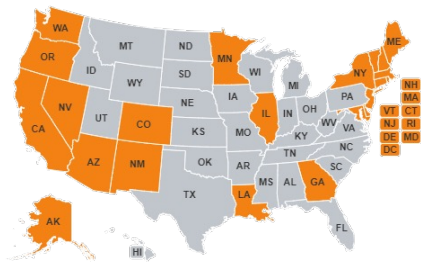 WA
ME
MT
ND
MN
OR
NY
WI
ID
SD
MI
WY
NH
IA
PA
NE
MA
NV
OH
IL
IN
VT CT
UT
CO
WV
NJ RI
CA
KS
MO
VA
KY
DE MD
NC
DC
TN
AZ
NM
OK
AR
SC
MS
AL
GA
TX
LA
AK
FL
HI